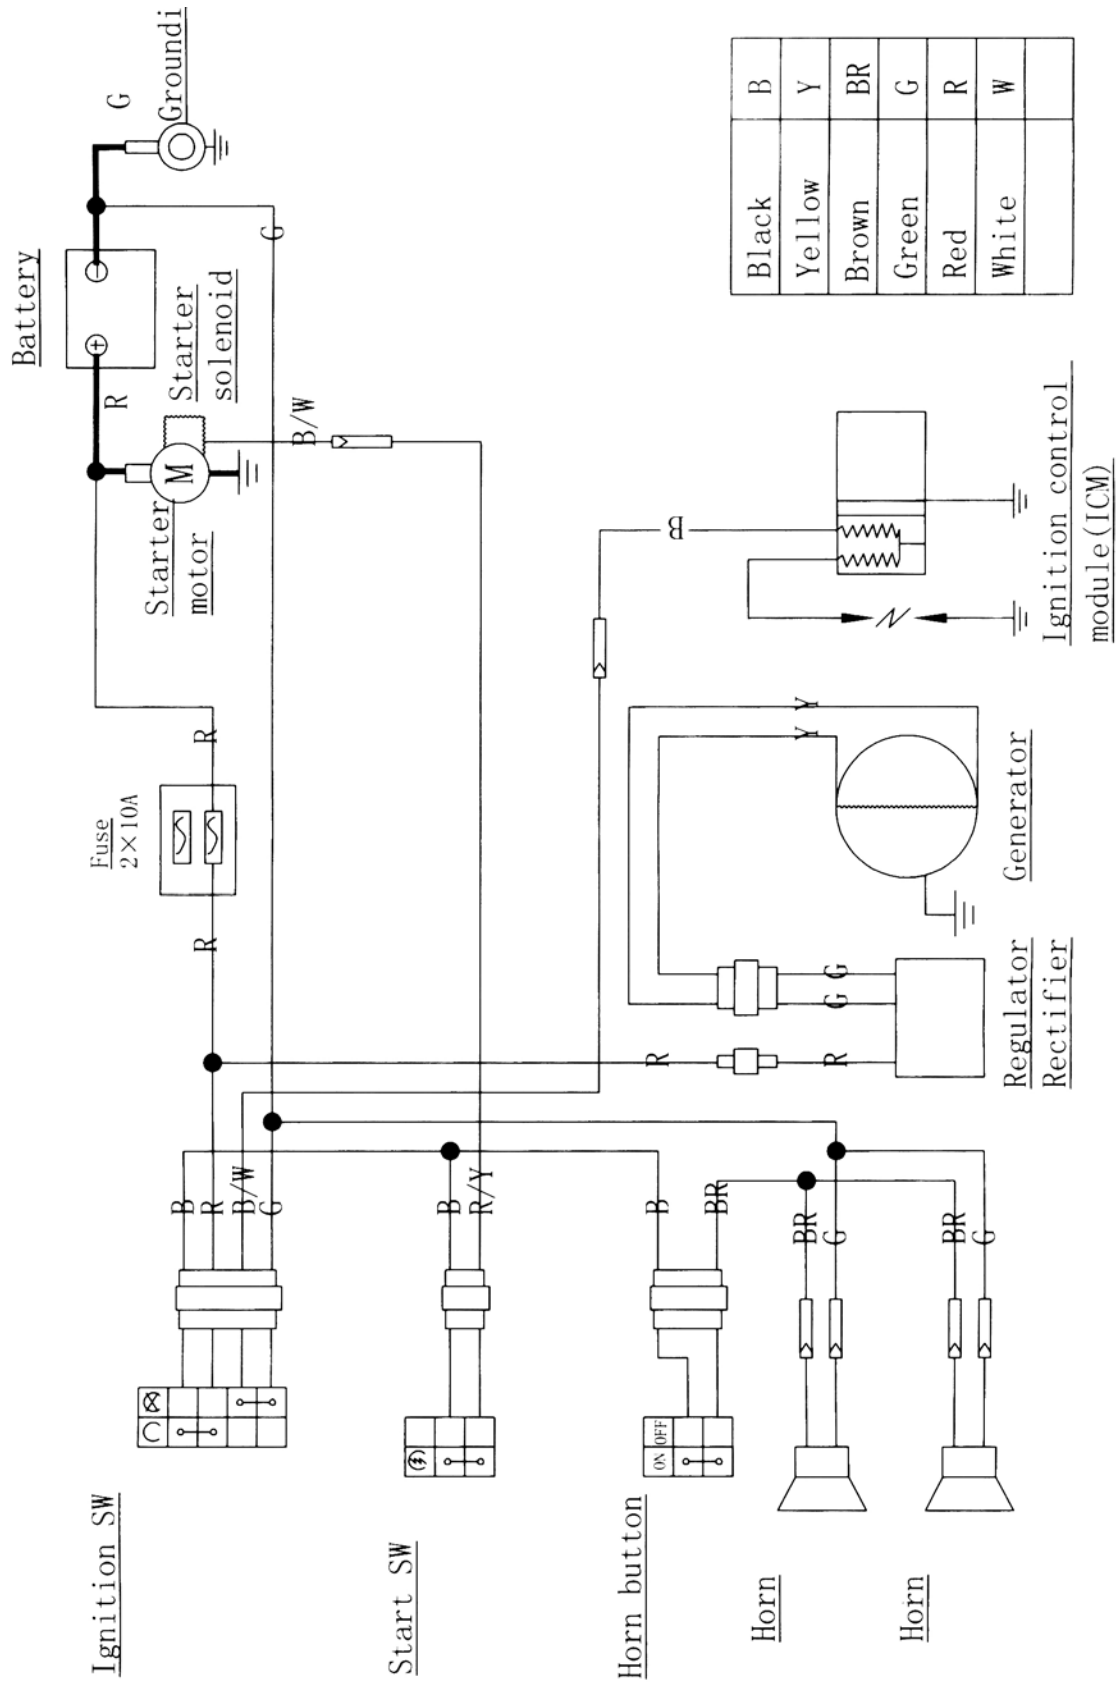 Battery
R
G
Groundi
Starter
solenoid
G
B/W
Starter
motor
R
Fuse
2×10A
R
Black B
Yellow Y
Brown BR
Green G
Red R
White W
B
Ignition control
module(ICM)
Y
Y
Generator
G
G
R
R
Regulator
Rectifier
B
R
B/W
G
Ignition SW
B
R/Y
Start SW
B
BR
ON OFF
Horn button
BR
G
Horn
BR
G
Horn
M